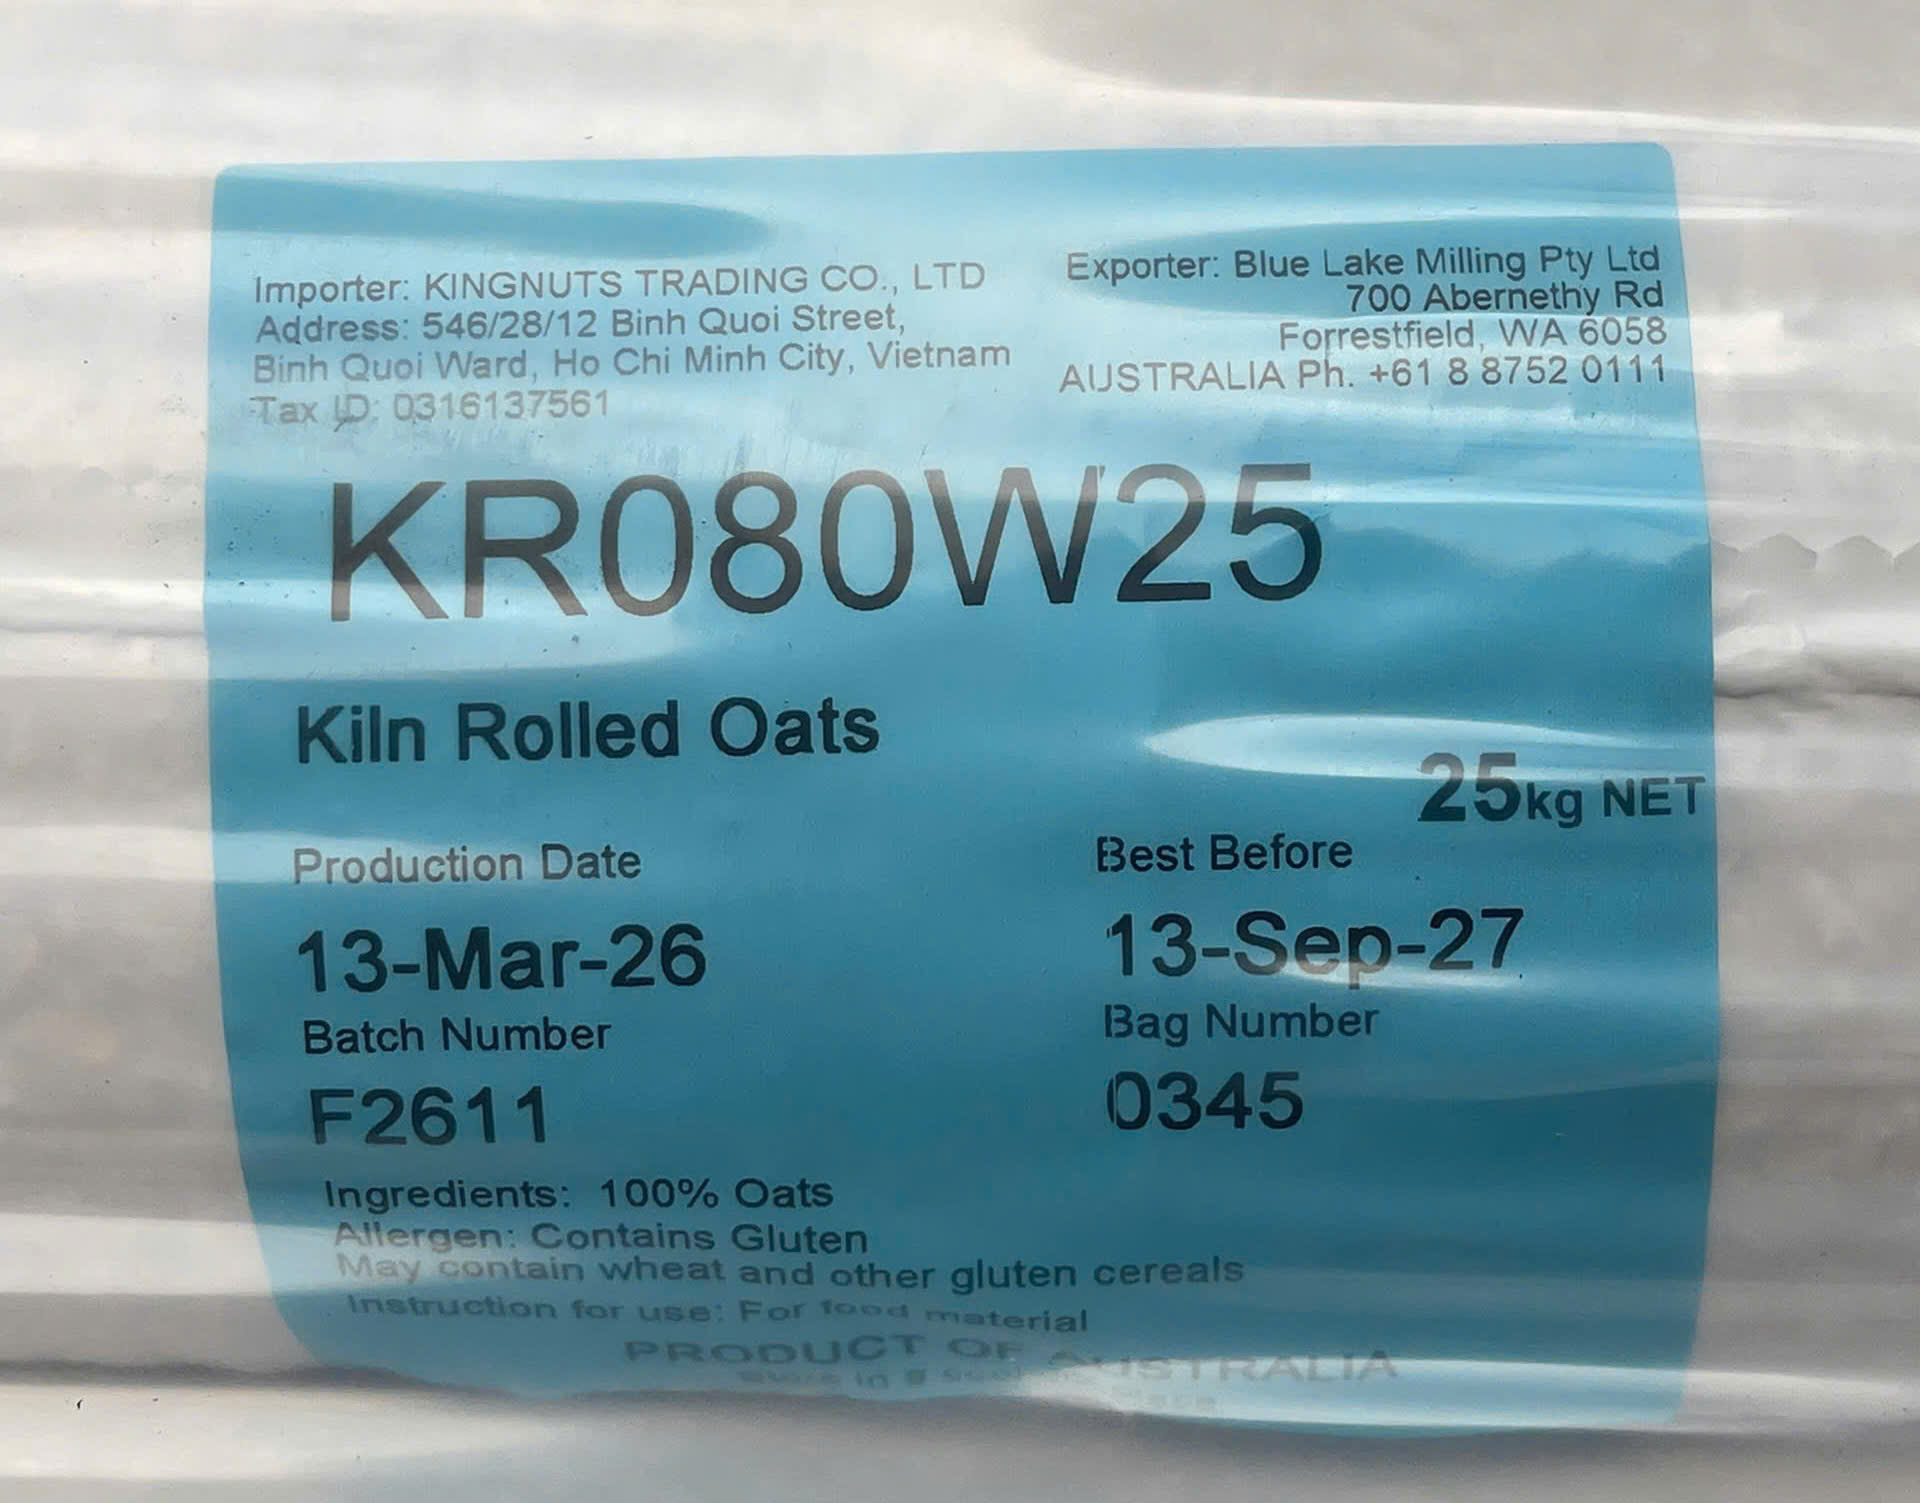 Importer: KINGNUTS TRADING CO., LTD
Address: 546/28/12 Binh Quoi Street,
Binh Quoi Ward, Ho Chi Minh City, Vietnam
Tax ID: 0316137561
Exporter: Blue Lake Milling Pty Ltd
700 Abernethy Rd
Forrestfield, WA 6058
AUSTRALIA Ph. +61 8 8752 0111
KR080W25
Kiln Rolled Oats
25kg NET
Production Date
13-Mar-26
Best Before
13-Sep-27
Batch Number
F2611
Bag Number
0345
Ingredients: 100% Oats
Allergen: Contains Gluten
May contain wheat and other gluten cereals
Instruction for use: For food material
PRODUCT OF AUSTRALIA